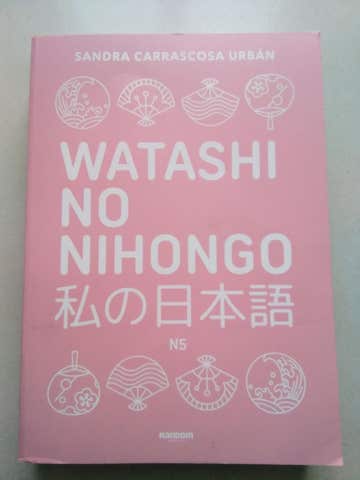 SANDRA CARRASCOSA URBÁN
WATASHI
NO
NIHONGO
私の日本語
N5